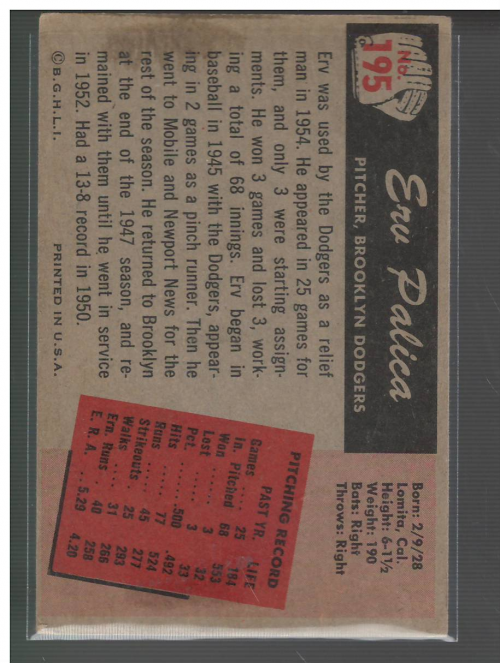 No.
195
Erv Palica
PITCHER, BROOKLYN DODGERS
Born: 2/9/28
Lomita, Cal.
Height: 6-1½
Weight: 190
Bats: Right
Throws: Right
Erv was used by the Dodgers as a relief
man in 1954. He appeared in 25 games for
them, and only 3 were starting assign-
ments. He won 3 games and lost 3, work-
ing a total of 68 innings. Erv began in
baseball in 1945 with the Dodgers, appear-
ing in 2 games as a pinch runner. Then he
went to Mobile and Newport News for the
rest of the season. He returned to Brooklyn
at the end of the 1947 season, and re-
mained with them until he went in service
in 1952. Had a 13-8 record in 1950.
©B.G.H.L.I. PRINTED IN U.S.A.
PITCHING RECORD
PAST YR. LIFE
Games .... 25 184
In. Pitched 68 553
Won ...... 3 32
Lost ...... 3 33
Pct. ..... .500 .492
Hits ..... 77 524
Runs ..... 45 277
Strikeouts 25 293
Walks .... 31 266
Ern. Runs 40 258
E. R. A. .... 5.29 4.20